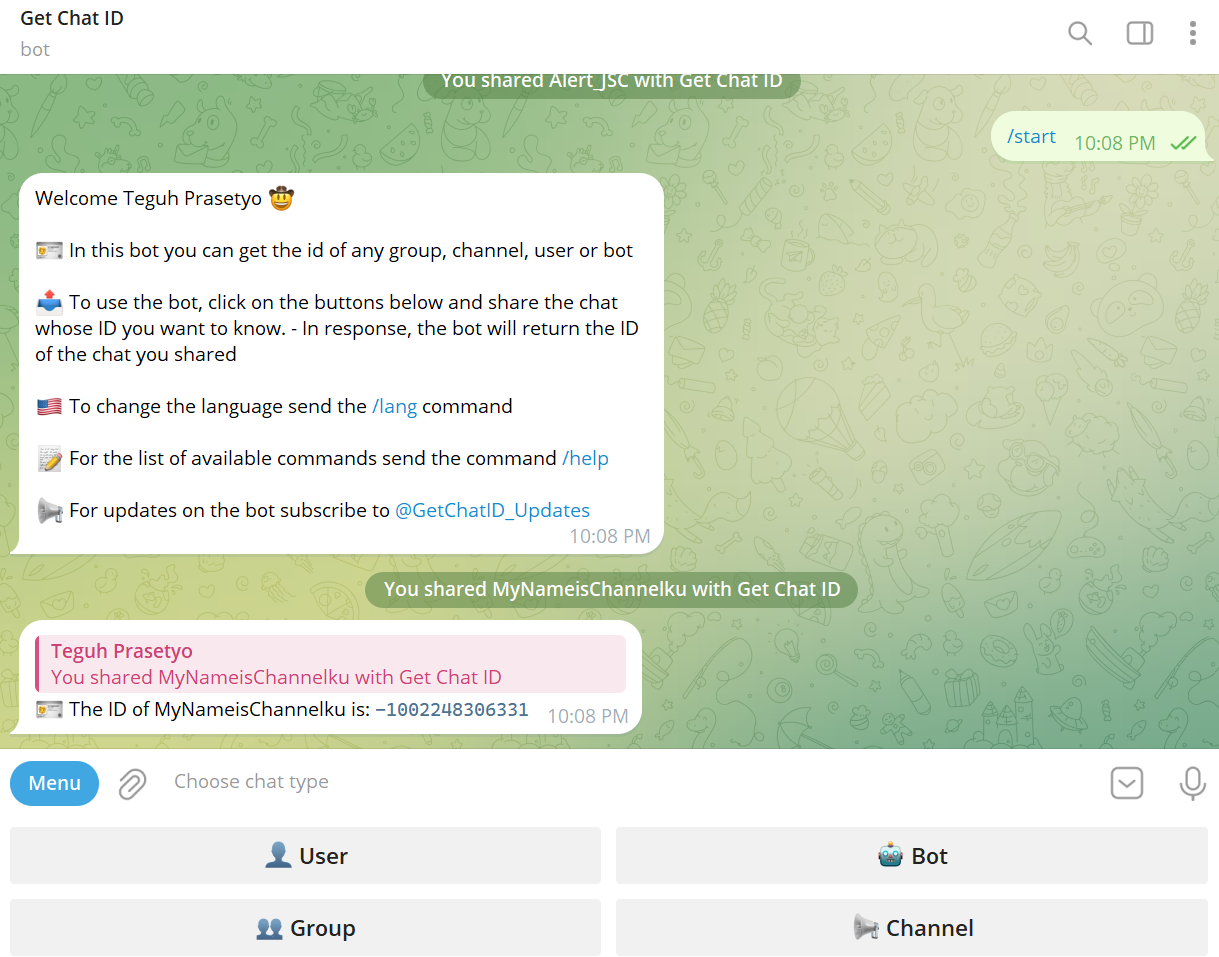 Get Chat ID
bot
You shared Alert_JSC with Get Chat ID
/start 10:08 PM
Welcome Teguh Prasetyo 🤠
🪪 In this bot you can get the id of any group, channel, user or bot
📤 To use the bot, click on the buttons below and share the chat
whose ID you want to know. - In response, the bot will return the ID
of the chat you shared
🇺🇸 To change the language send the /lang command
📝 For the list of available commands send the command /help
📢 For updates on the bot subscribe to @GetChatID_Updates
10:08 PM
You shared MyNameisChannelku with Get Chat ID
Teguh Prasetyo
You shared MyNameisChannelku with Get Chat ID
🪪 The ID of MyNameisChannelku is: -1002248306331 10:08 PM
Menu Choose chat type
👤 User
🤖 Bot
👥 Group
📢 Channel